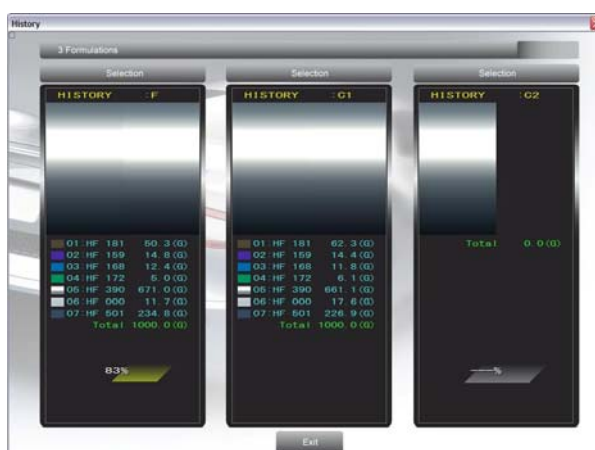 History
3 Formulations
Selection
HISTORY :F
01:HF 181 50.3(G)
02:HF 159 14.8(G)
03:HF 168 12.4(G)
04:HF 172 5.0(G)
05:HF 390 671.0(G)
06:HF 000 11.7(G)
07:HF 501 234.8(G)
Total 1000.0(G)
83%
Selection
HISTORY :C1
01:HF 181 62.3(G)
02:HF 159 14.4(G)
03:HF 168 11.8(G)
04:HF 172 6.1(G)
05:HF 390 661.1(G)
06:HF 000 17.6(G)
07:HF 501 226.9(G)
Total 1000.0(G)
Selection
HISTORY :C2
Total 0.0(G)
---%
Exit